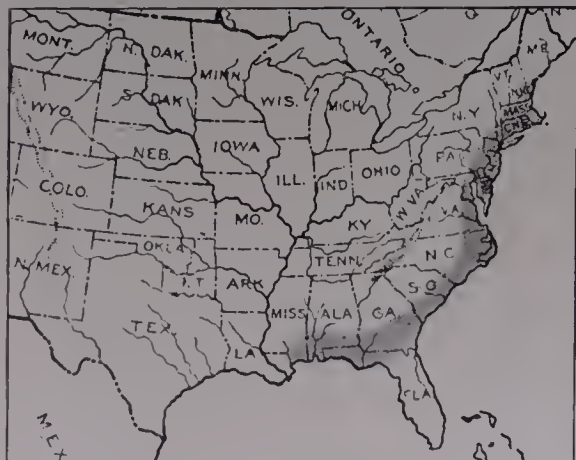 ONTARIO
MONT.
N. DAK.
MINN.
ME.
VT.
N.H.
WIS.
MICH.
N.Y.
MASS.
S. DAK.
WYO.
IOWA
NEB.
PA.
ILL.
IND.
OHIO
W. VA.
VA.
COLO.
KANS.
MO.
KY.
N.C.
OKLA.
TENN.
N. MEX.
I.T.
ARK.
S.C.
MISS.
ALA.
GA.
TEX.
LA.
FLA.
MEX